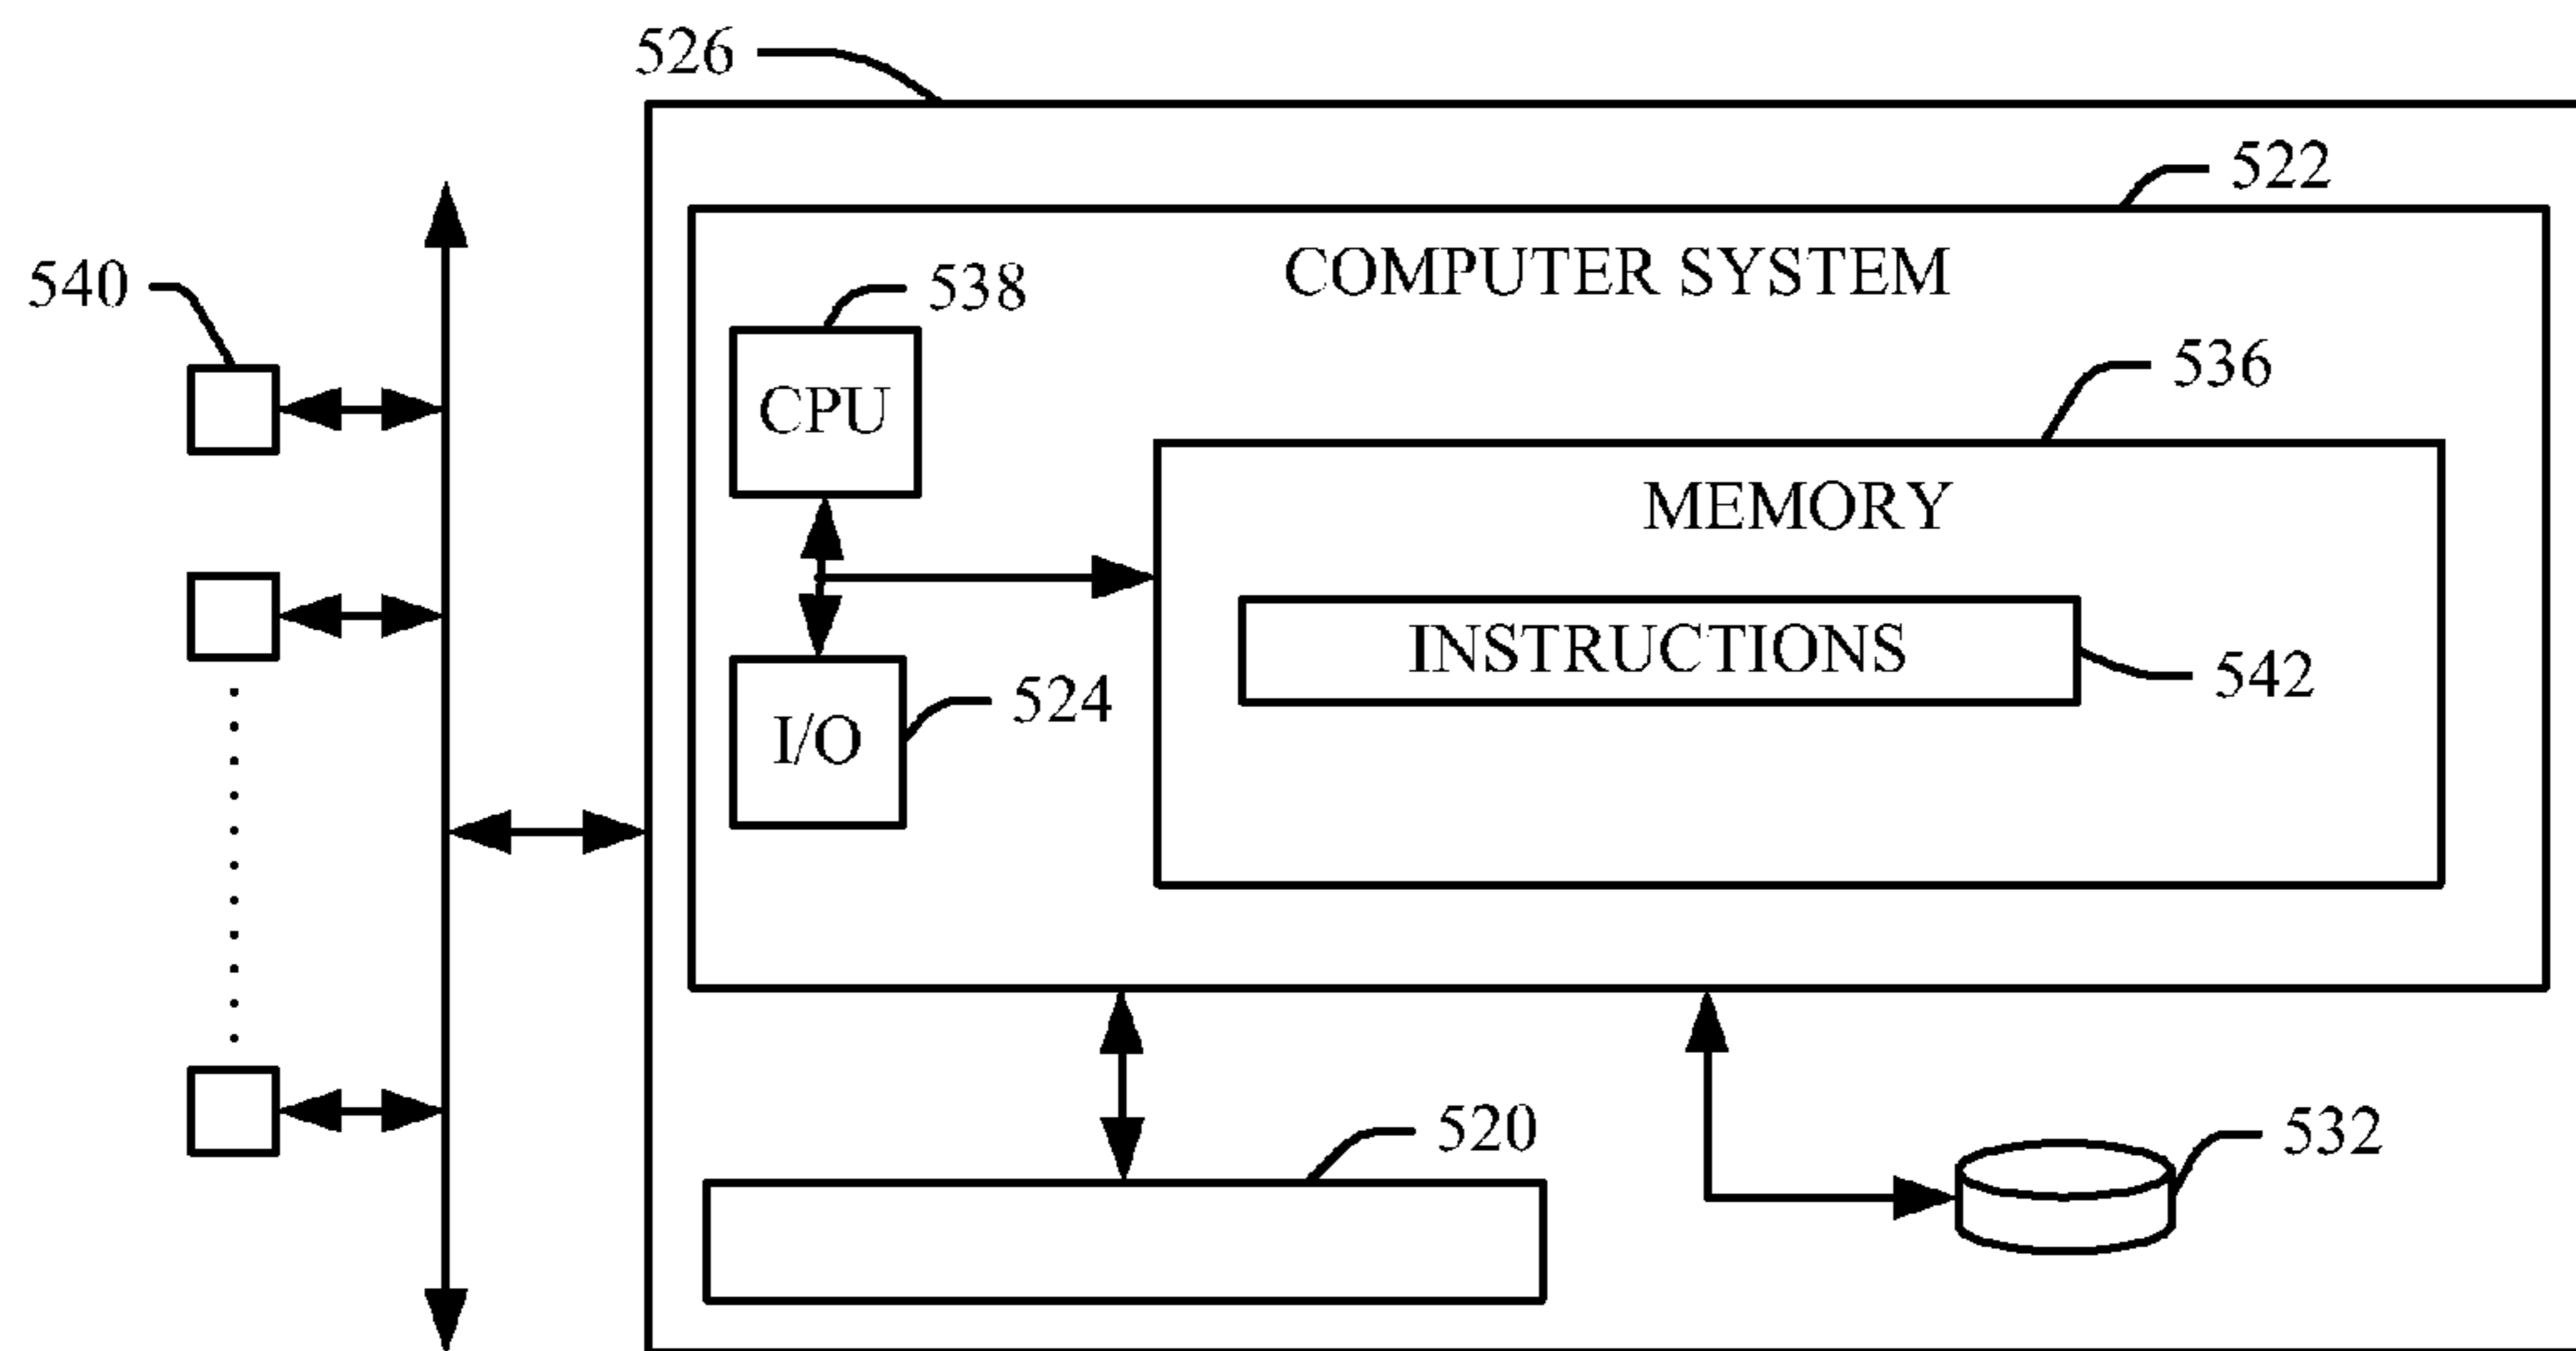 526
522
COMPUTER SYSTEM
540
538
536
CPU
MEMORY
INSTRUCTIONS
542
524
I/O
520
532